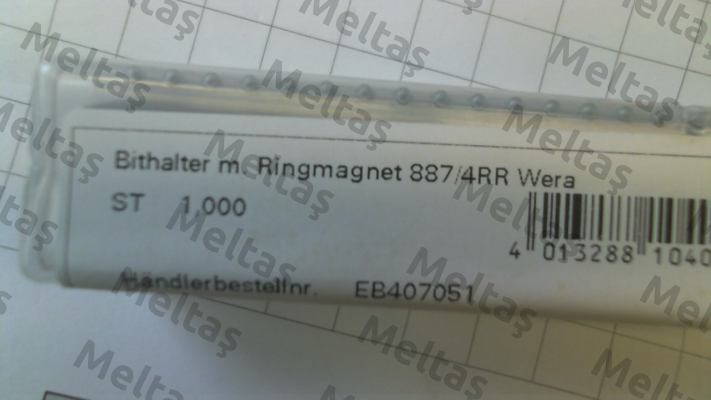 Bithalter m. Ringmagnet 887/4RR Wera
ST 1,000
4 013288 1040
Händlerbestellnr. EB407051
Meltaş